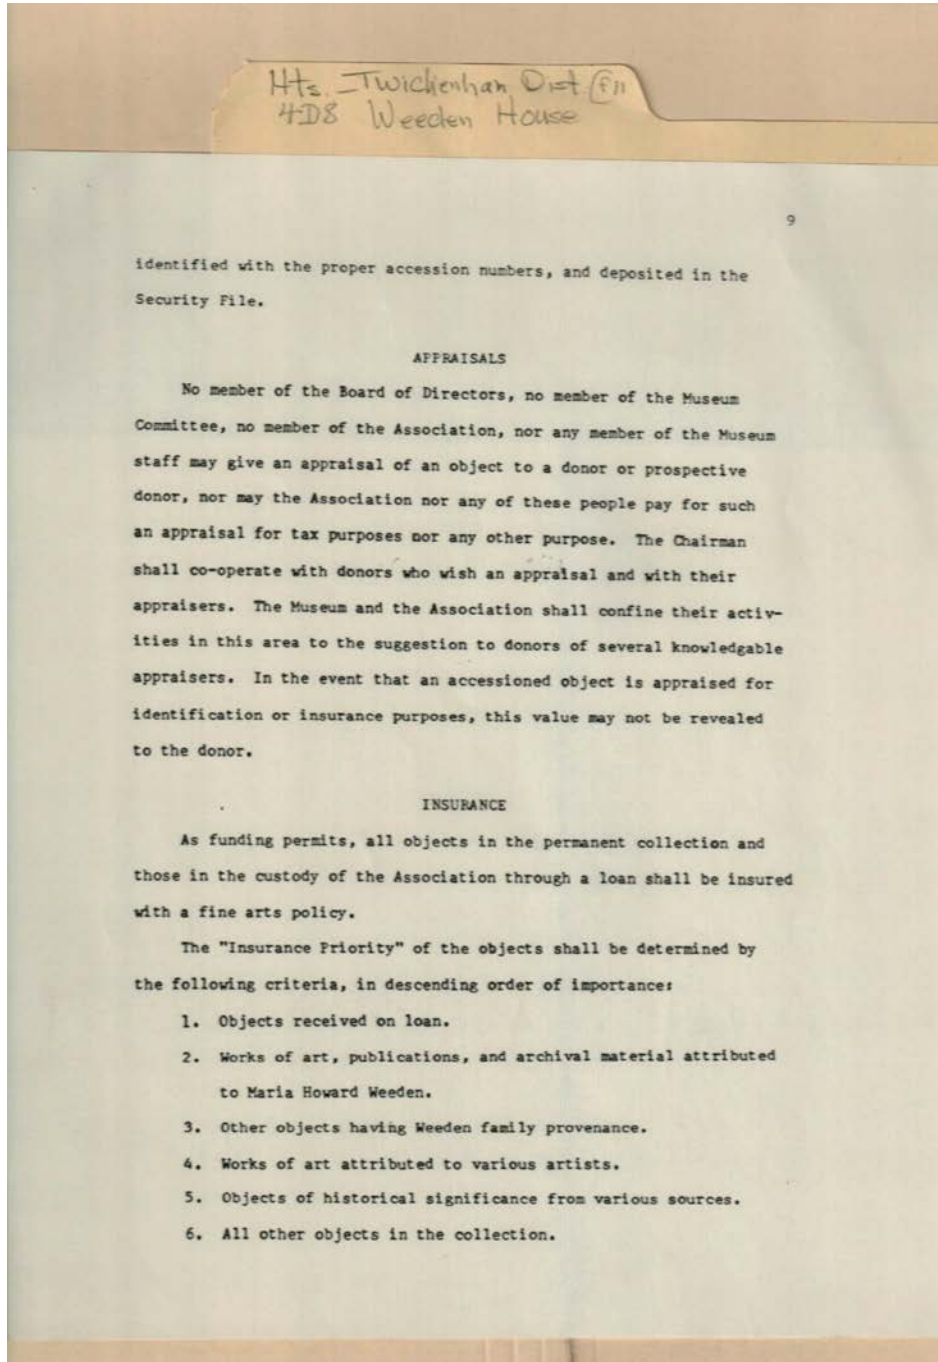 Hts. - Twickenham Dist.
4D8 Weeden House
9
identified with the proper accession numbers, and deposited in the
Security File.
APPRAISALS
No member of the Board of Directors, no member of the Museum
Committee, no member of the Association, nor any member of the Museum
staff may give an appraisal of an object to a donor or prospective
donor, nor may the Association nor any of these people pay for such
an appraisal for tax purposes nor any other purpose. The Chairman
shall co-operate with donors who wish an appraisal and with their
appraisers. The Museum and the Association shall confine their activ-
ities in this area to the suggestion to donors of several knowledgable
appraisers. In the event that an accessioned object is appraised for
identification or insurance purposes, this value may not be revealed
to the donor.
INSURANCE
As funding permits, all objects in the permanent collection and
those in the custody of the Association through a loan shall be insured
with a fine arts policy.
The "Insurance Priority" of the objects shall be determined by
the following criteria, in descending order of importance:
1. Objects received on loan.
2. Works of art, publications, and archival material attributed
to Maria Howard Weeden.
3. Other objects having Weeden family provenance.
4. Works of art attributed to various artists.
5. Objects of historical significance from various sources.
6. All other objects in the collection.